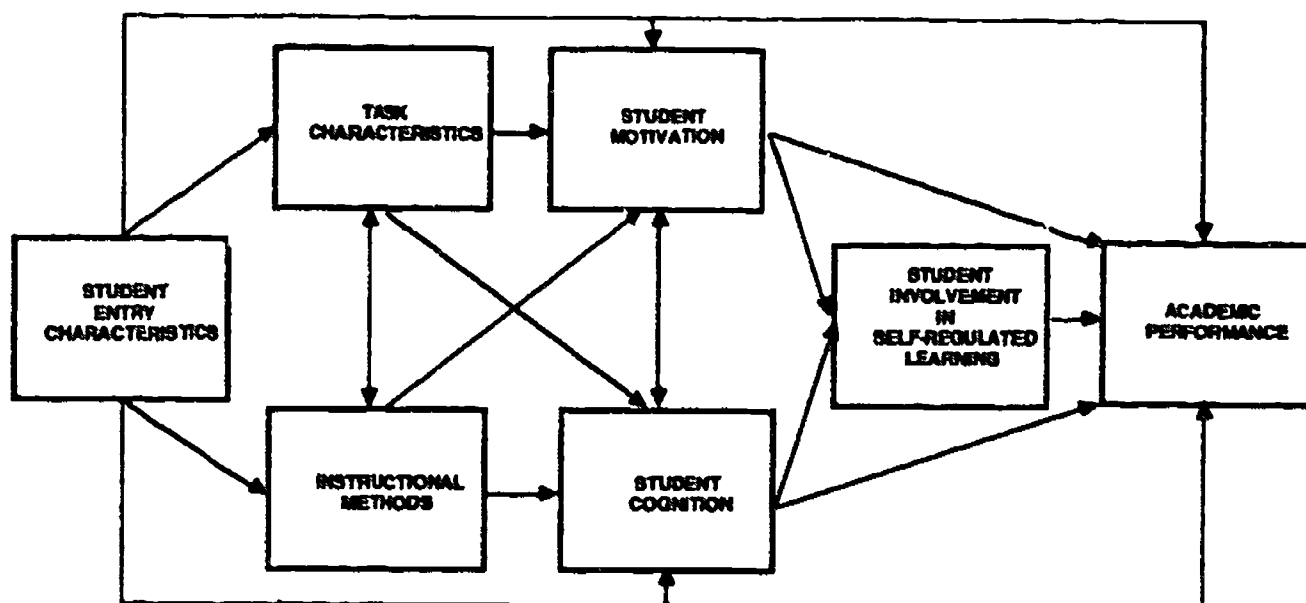 TASK
CHARACTERISTICS
STUDENT
MOTIVATION
STUDENT
ENTRY
CHARACTERISTICS
STUDENT
INVOLVEMENT
IN
SELF-REGULATED
LEARNING
ACADEMIC
PERFORMANCE
INSTRUCTIONAL
METHODS
STUDENT
COGNITION